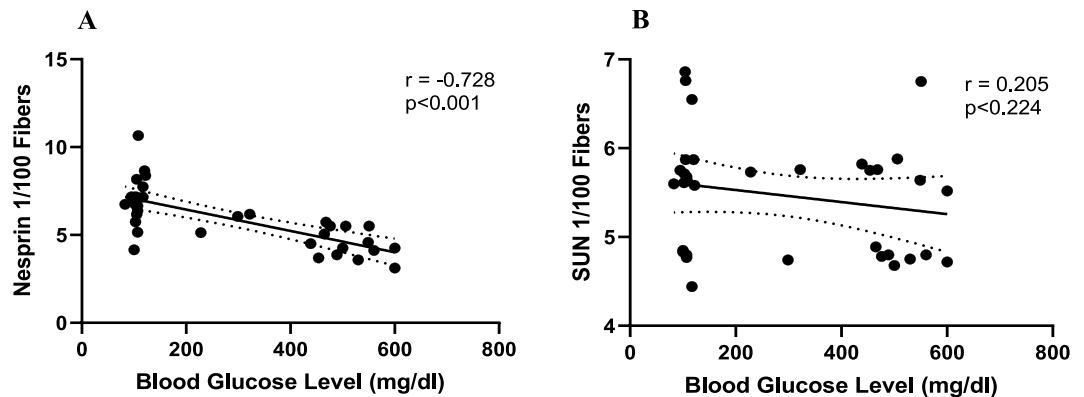 A
Nesprin 1/100 Fibers
15
10
5
0
r = -0.728
p<0.001
0 200 400 600 800
Blood Glucose Level (mg/dl)
B
SUN 1/100 Fibers
7
6
5
4
r = 0.205
p<0.224
0 200 400 600 800
Blood Glucose Level (mg/dl)